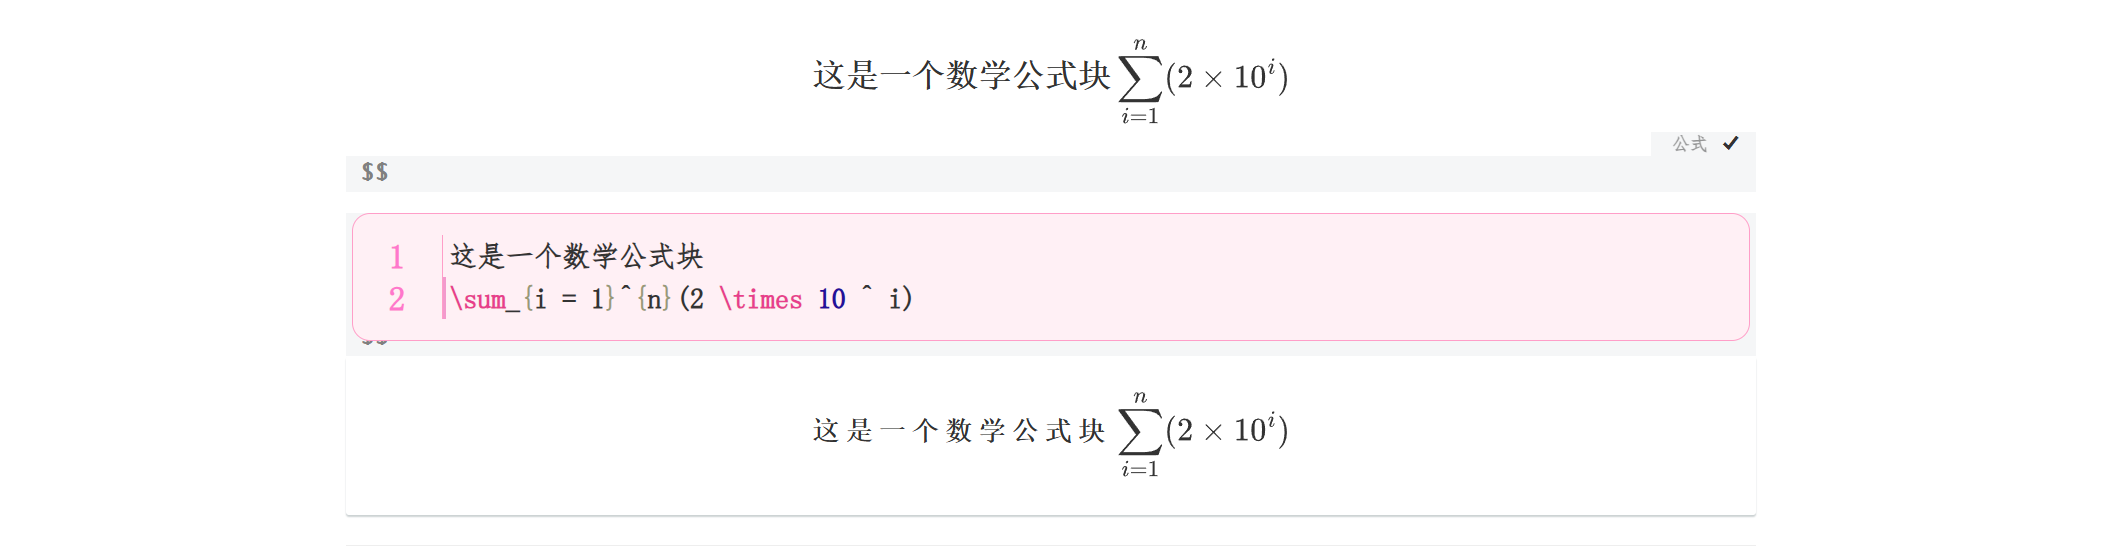 这是一个数学公式块 \sum_{i=1}^{n}(2 \times 10^{i})
公式 ✔
$$
1 这是一个数学公式块
2 \sum_{i = 1}^{n}(2 \times 10 ^ i)
$$
这是一个数学公式块 \sum_{i=1}^{n}(2 \times 10^{i})